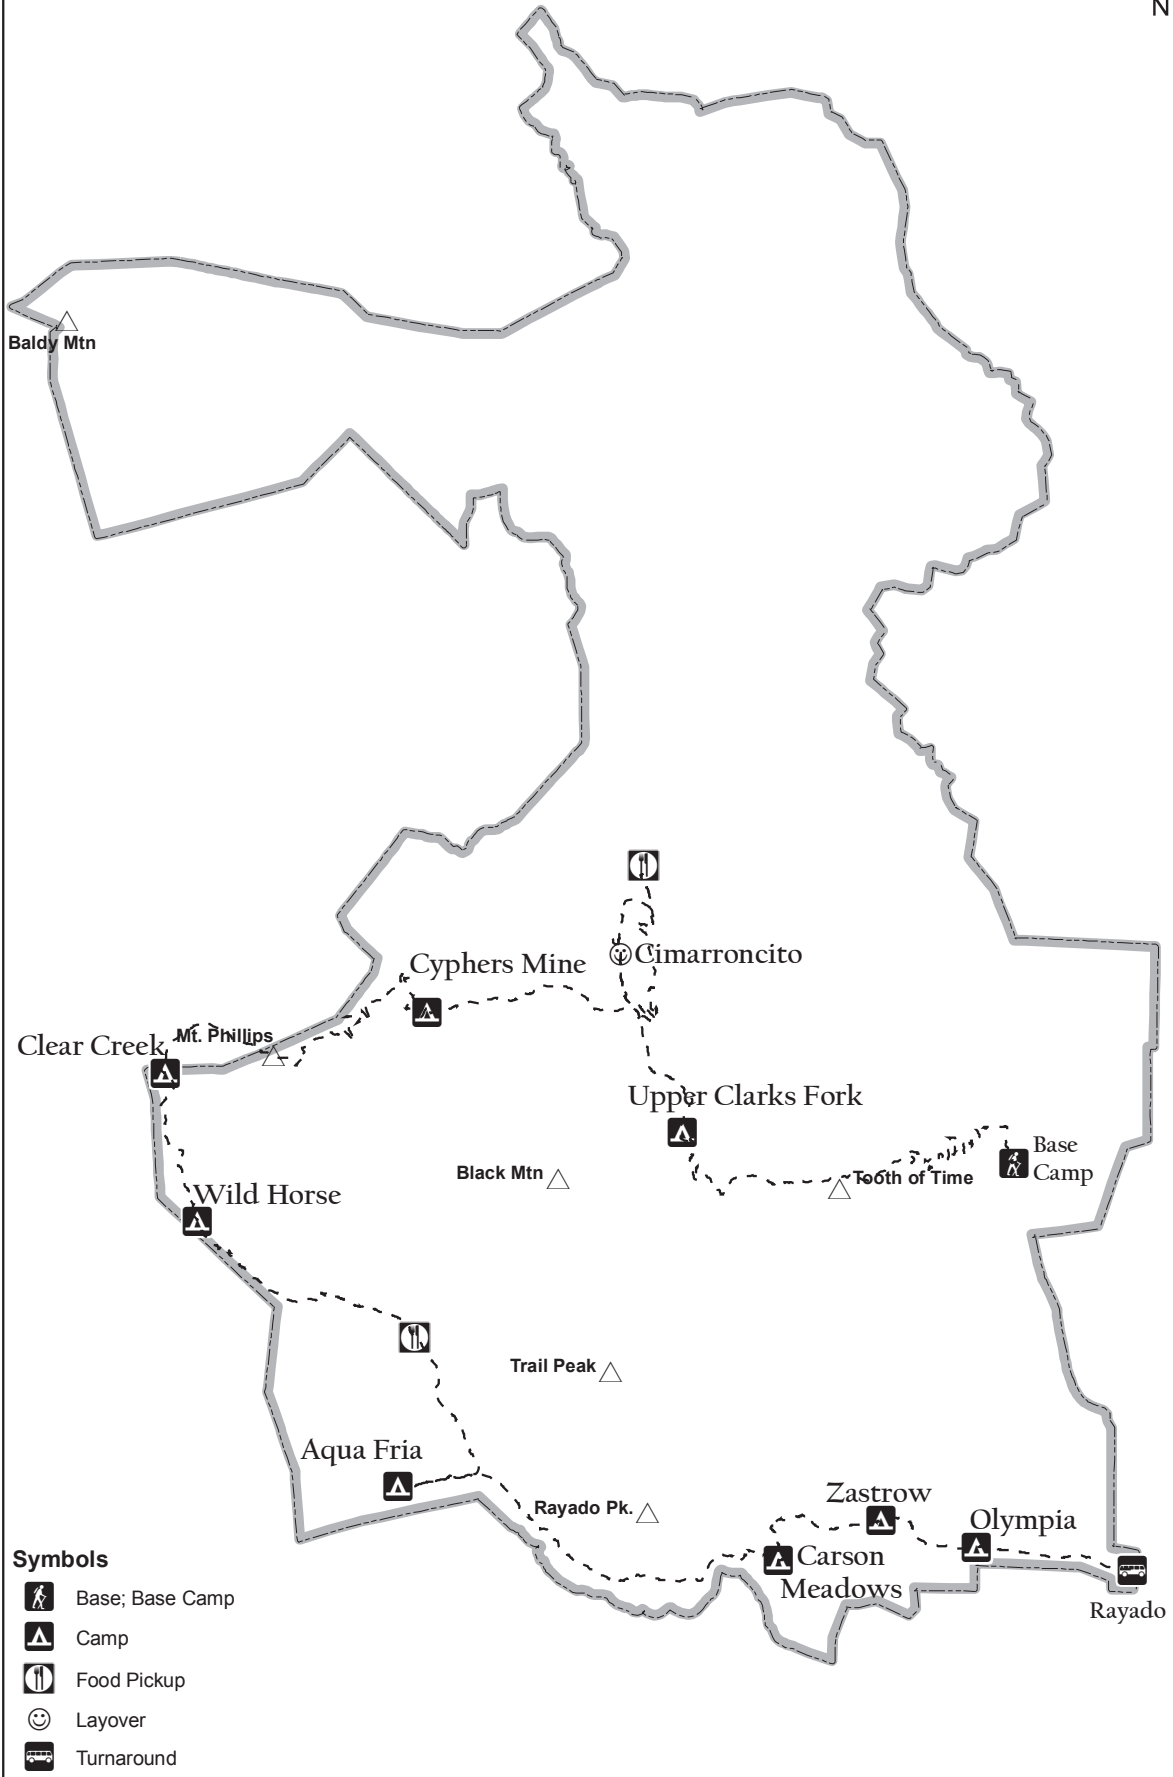 N
Baldy Mtn
Cimarroncito
Cyphers Mine
Mt. Phillips
Clear Creek
Upper Clarks Fork
Base
Camp
Black Mtn
Tooth of Time
Wild Horse
Trail Peak
Aqua Fria
Zastrow
Rayado Pk.
Olympia
Carson
Meadows
Rayado
Symbols
Base; Base Camp
Camp
Food Pickup
Layover
Turnaround